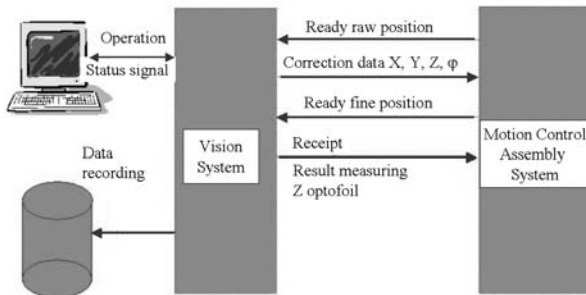 Operation
Status signal
Data
recording
Vision
System
Ready raw position
Correction data X, Y, Z, φ
Ready fine position
Receipt
Result measuring
Z optofoil
Motion Control
Assembly
System